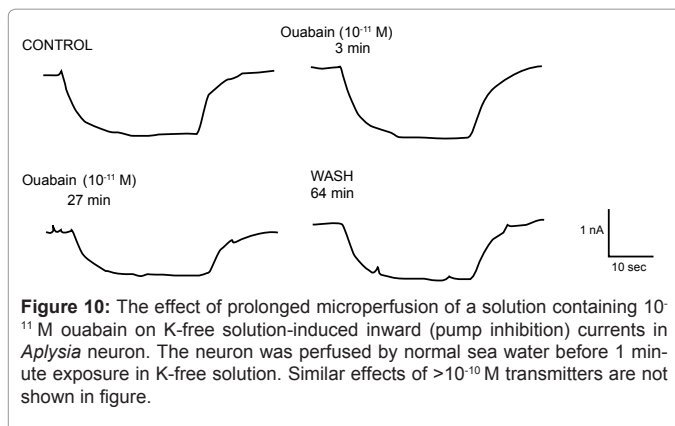 CONTROL
Ouabain (10⁻¹¹ M)
3 min
Ouabain (10⁻¹¹ M)
27 min
WASH
64 min
1 nA
10 sec
Figure 10: The effect of prolonged microperfusion of a solution containing 10⁻
¹¹ M ouabain on K-free solution-induced inward (pump inhibition) currents in
Aplysia neuron. The neuron was perfused by normal sea water before 1 min-
ute exposure in K-free solution. Similar effects of >10⁻¹⁰ M transmitters are not
shown in figure.